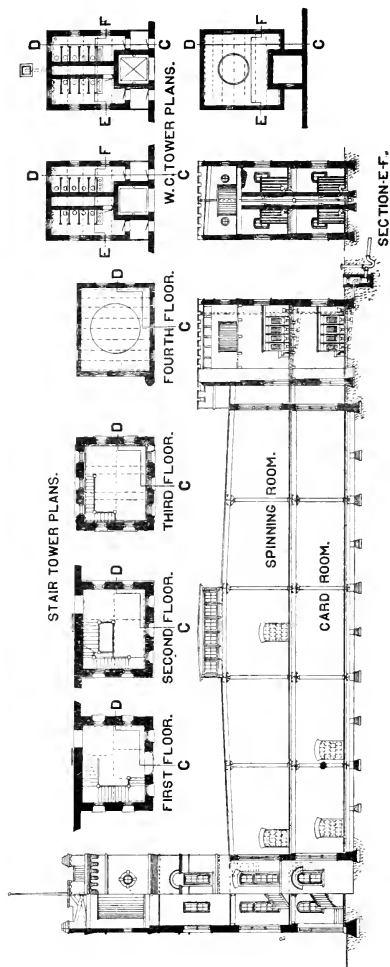 STAIR TOWER PLANS.
D D D D D D D
E F E F E F
C C C C C C C
FIRST FLOOR.
SECOND FLOOR.
THIRD FLOOR.
FOURTH FLOOR.
W.C. TOWER PLANS.
SPINNING ROOM.
CARD ROOM.
SECTION-E-F.